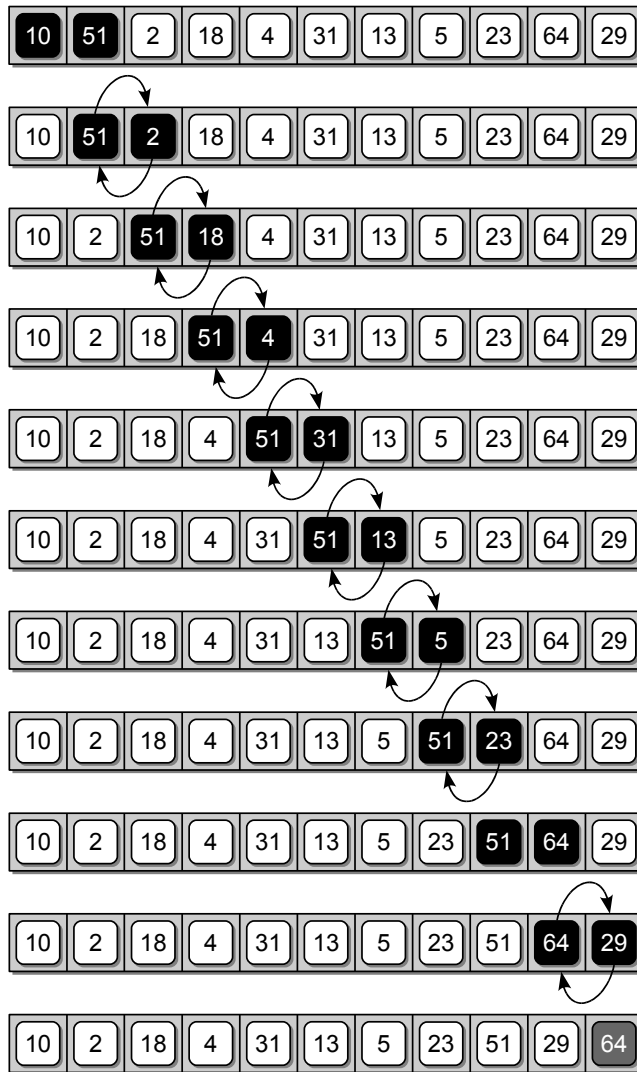 10 51 2 18 4 31 13 5 23 64 29
10 51 2 18 4 31 13 5 23 64 29
10 2 51 18 4 31 13 5 23 64 29
10 2 18 51 4 31 13 5 23 64 29
10 2 18 4 51 31 13 5 23 64 29
10 2 18 4 31 51 13 5 23 64 29
10 2 18 4 31 13 51 5 23 64 29
10 2 18 4 31 13 5 51 23 64 29
10 2 18 4 31 13 5 23 51 64 29
10 2 18 4 31 13 5 23 51 64 29
10 2 18 4 31 13 5 23 51 29 64